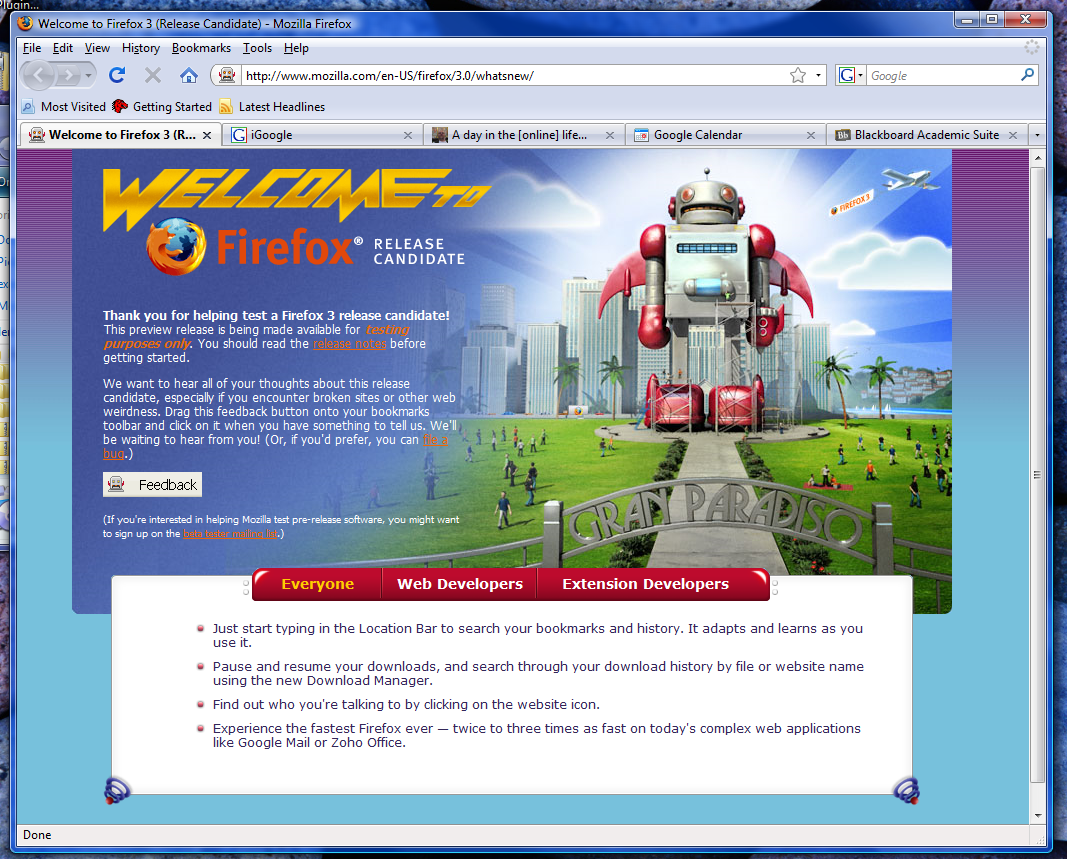 Plugin...
Welcome to Firefox 3 (Release Candidate) - Mozilla Firefox
File Edit View History Bookmarks Tools Help
http://www.mozilla.com/en-US/firefox/3.0/whatsnew/
G Google
Most Visited Getting Started Latest Headlines
Welcome to Firefox 3 (R... G iGoogle A day in the [online] life... Google Calendar Bb Blackboard Academic Suite
WELCOME TO
Firefox® RELEASE
CANDIDATE
FIREFOX 3
Thank you for helping test a Firefox 3 release candidate!
This preview release is being made available for testing
purposes only. You should read the release notes before
getting started.
We want to hear all of your thoughts about this release
candidate, especially if you encounter broken sites or other web
weirdness. Drag this feedback button onto your bookmarks
toolbar and click on it when you have something to tell us. We'll
be waiting to hear from you! (Or, if you'd prefer, you can file a
bug.)
Feedback
(If you're interested in helping Mozilla test pre-release software, you might want
to sign up on the beta tester mailing list.)
GRAN PARADISO
Everyone Web Developers Extension Developers
Just start typing in the Location Bar to search your bookmarks and history. It adapts and learns as you
use it.
Pause and resume your downloads, and search through your download history by file or website name
using the new Download Manager.
Find out who you're talking to by clicking on the website icon.
Experience the fastest Firefox ever — twice to three times as fast on today's complex web applications
like Google Mail or Zoho Office.
Done